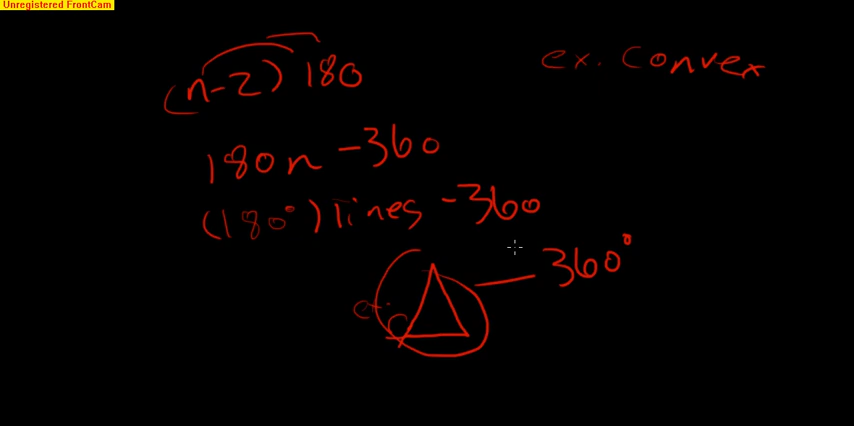 Unregistered FrontCam
(n-2)180
ex. convex
180n -360
(180°) lines -360
360°